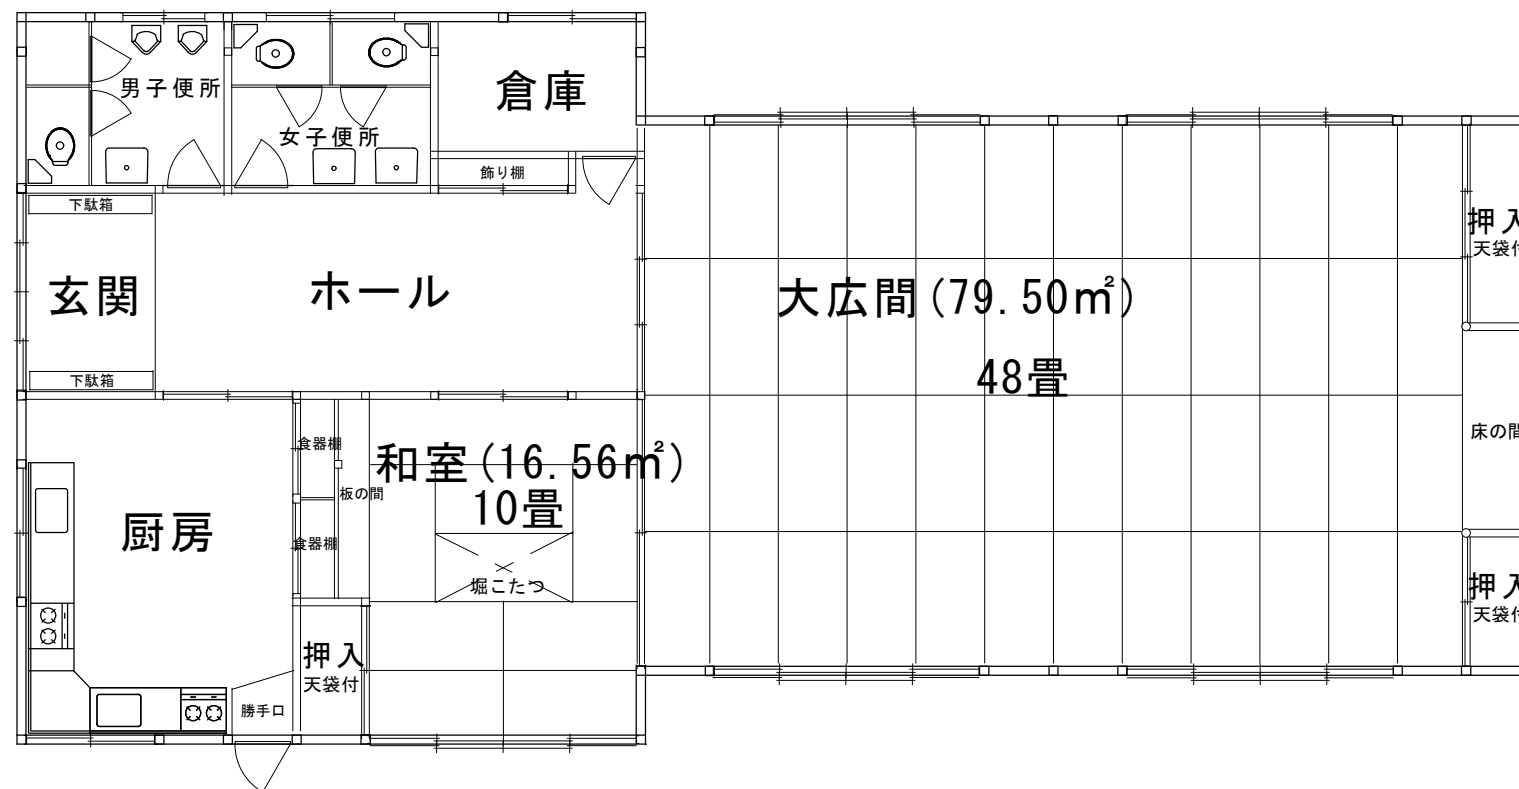 男子便所
倉庫
女子便所
飾り棚
下駄箱
玄関
ホール
下駄箱
大広間(79.50㎡)
48畳
押入
天袋付
床の間
押入
天袋付
食器棚
和室(16.56㎡)
板の間
10畳
厨房
食器棚
堀こたつ
押入
天袋付
勝手口